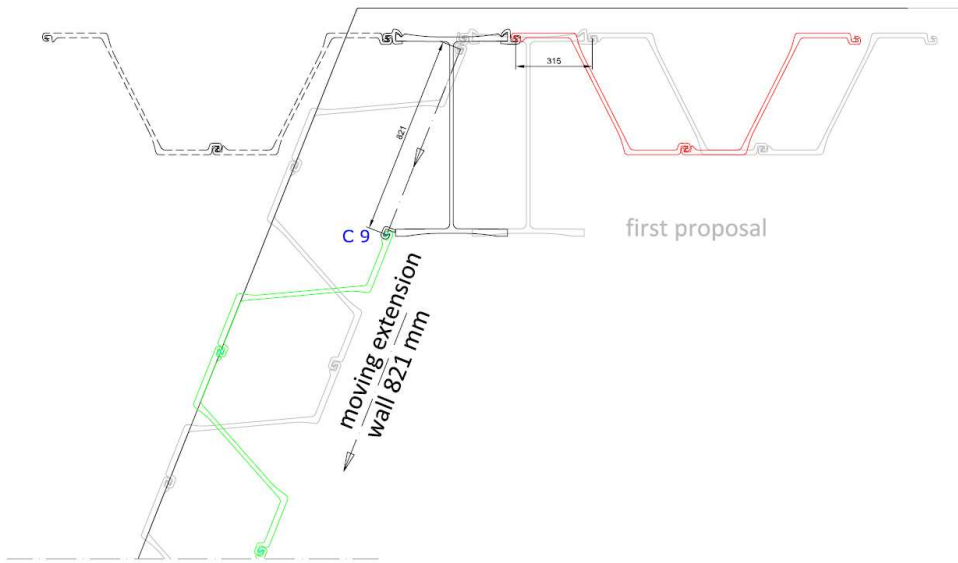 315
821
first proposal
C 9
moving extension
wall 821 mm